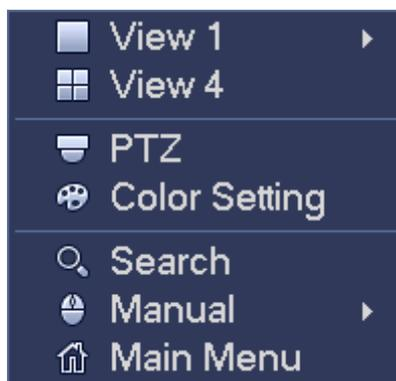 View 1
View 4
PTZ
Color Setting
Search
Manual
Main Menu